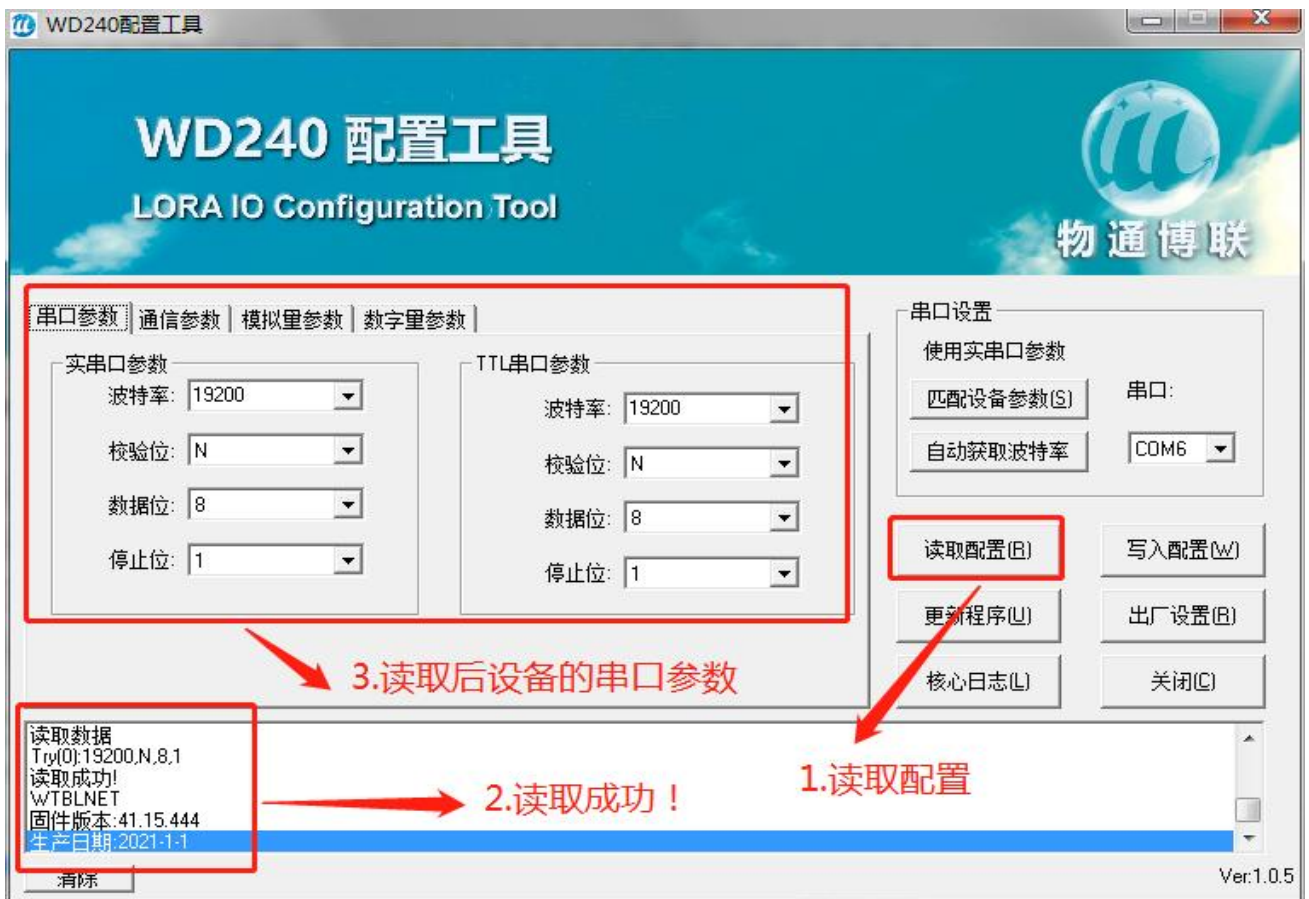 WD240配置工具
WD240 配置工具
LORA IO Configuration Tool
物通博联
串口参数 通信参数 模拟量参数 数字量参数
实串口参数
波特率: 19200
校验位: N
数据位: 8
停止位: 1
TTL串口参数
波特率: 19200
校验位: N
数据位: 8
停止位: 1
串口设置
使用实串口参数
匹配设备参数(S)
串口:
自动获取波特率
COM6
读取配置(R) 写入配置(W)
更新程序(U) 出厂设置(B)
核心日志(L) 关闭(C)
3.读取后设备的串口参数
1.读取配置
2.读取成功！
读取数据
Try(0):19200,N,8,1
读取成功!
WTBLNET
固件版本:41.15.444
生产日期:2021-1-1
清除
Ver:1.0.5